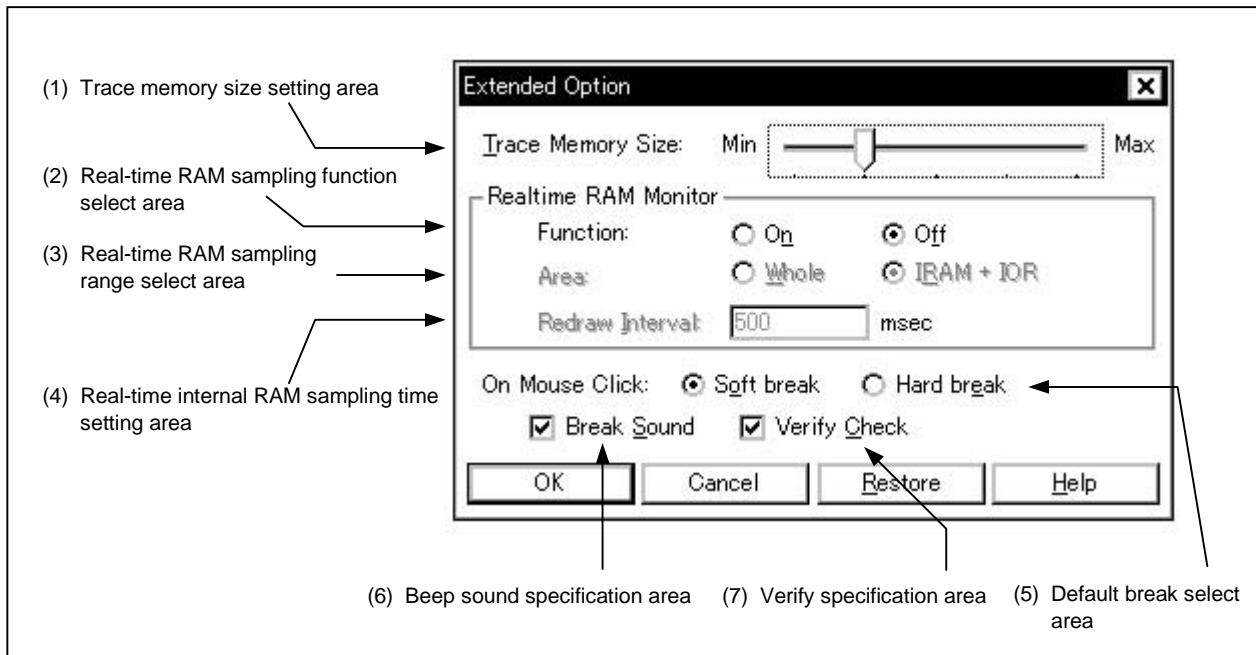 (1) Trace memory size setting area
(2) Real-time RAM sampling function
select area
(3) Real-time RAM sampling
range select area
(4) Real-time internal RAM sampling time
setting area
Extended Option
Trace Memory Size: Min Max
Realtime RAM Monitor
Function: On Off
Area: Whole IRAM + IOR
Redraw Interval: 500 msec
On Mouse Click: Soft break Hard break
Break Sound Verify Check
OK Cancel Restore Help
(6) Beep sound specification area (7) Verify specification area (5) Default break select
area